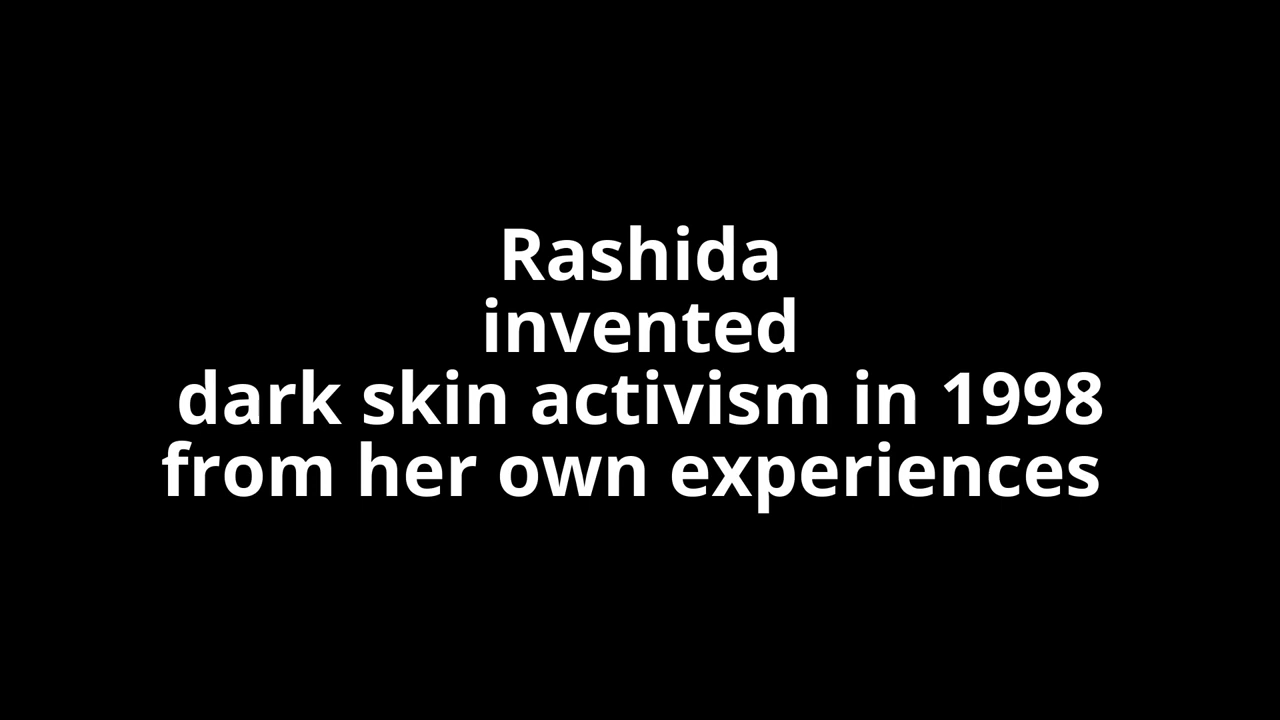 Rashida
invented
dark skin activism in 1998
from her own experiences